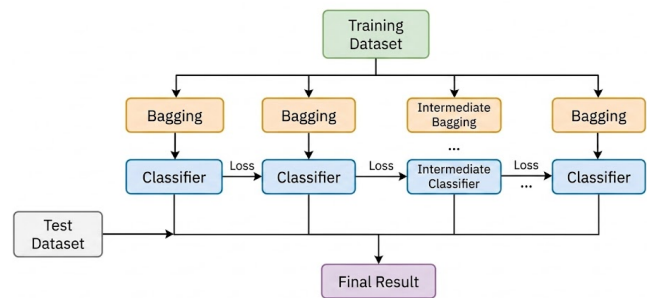 Training
Dataset
Bagging
Bagging
Intermediate
Bagging
...
Bagging
Classifier
Loss
Classifier
Loss
Intermediate
Classifier
Loss
...
Classifier
Test
Dataset
Final Result